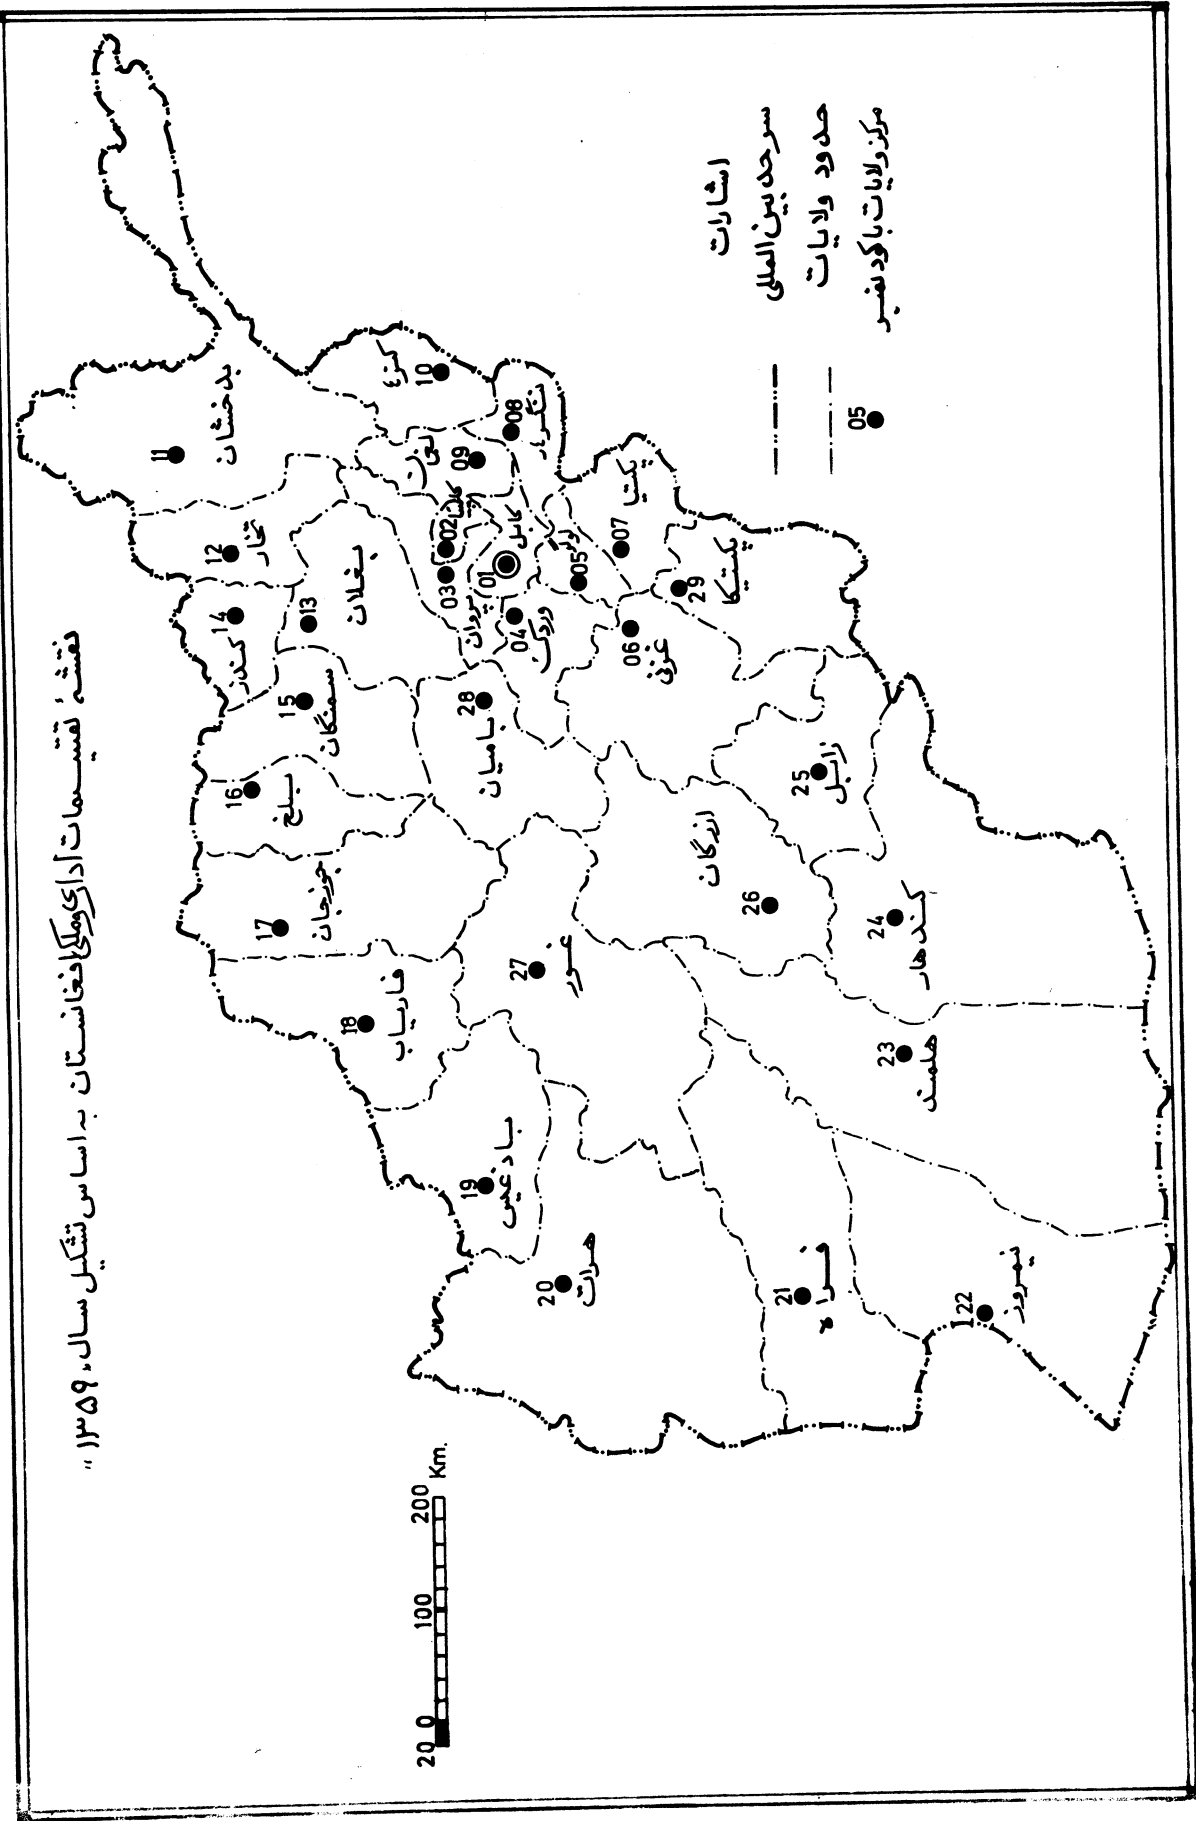 نقشهٔ تقسیمات اداری و ملکی افغانستان به اساس تشکیل سال ،،۱۳۵۹،،
اشارات
سرحد بین المللی
حدود ولایات
05
مرکز ولایات با کود نمبر
11
بدخشان
12
تخار
14
کندز
13
بغلان
15
سمنگان
16
بلخ
17
جوزجان
18
فاریاب
19
بادغیس
20
هرات
10
کنرء
08
ننگرهار
09
لغمان
02
کاپیسا
03
پروان
01
کابل
04
وردک
05
لوگر
07
پکتیا
29
پکتیکا
06
غزنی
28
بامیان
27
غور
26
ارزگان
25
زابل
24
کندهار
23
هلمند
21
فراه
22
نیمروز
20 0 100 200 Km.